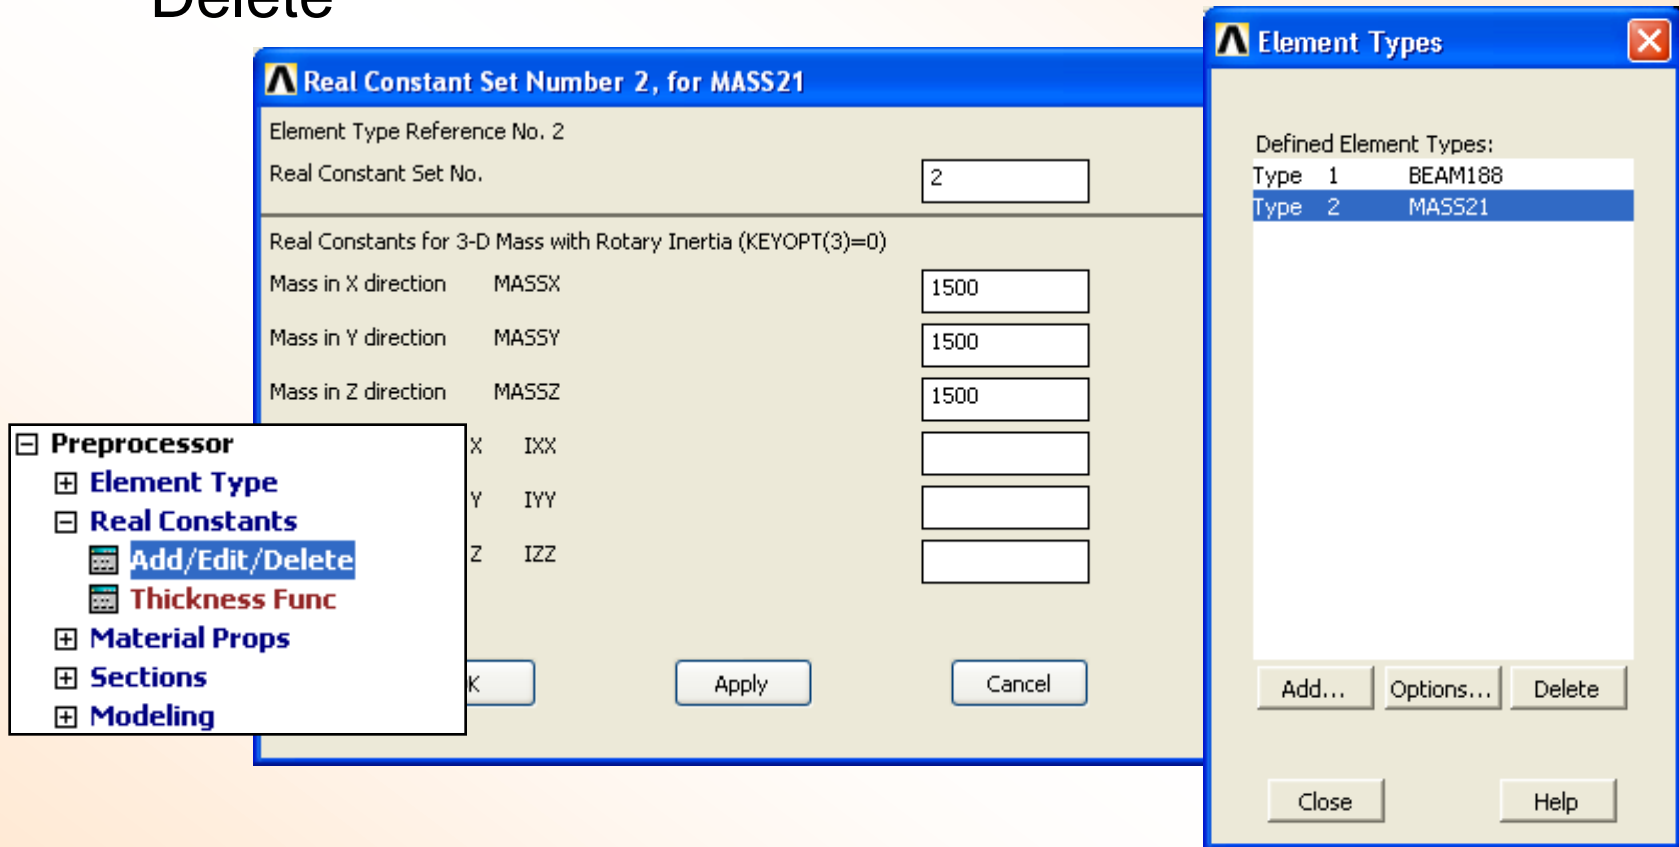 Delete
Real Constant Set Number 2, for MASS21
Element Type Reference No. 2
Real Constant Set No. 2
Real Constants for 3-D Mass with Rotary Inertia (KEYOPT(3)=0)
Mass in X direction MASSX 1500
Mass in Y direction MASSY 1500
Mass in Z direction MASSZ 1500
X IXX
Y IYY
Z IZZ
K Apply Cancel
Preprocessor
Element Type
Real Constants
Add/Edit/Delete
Thickness Func
Material Props
Sections
Modeling
Element Types
Defined Element Types:
Type 1 BEAM188
Type 2 MASS21
Add... Options... Delete
Close Help